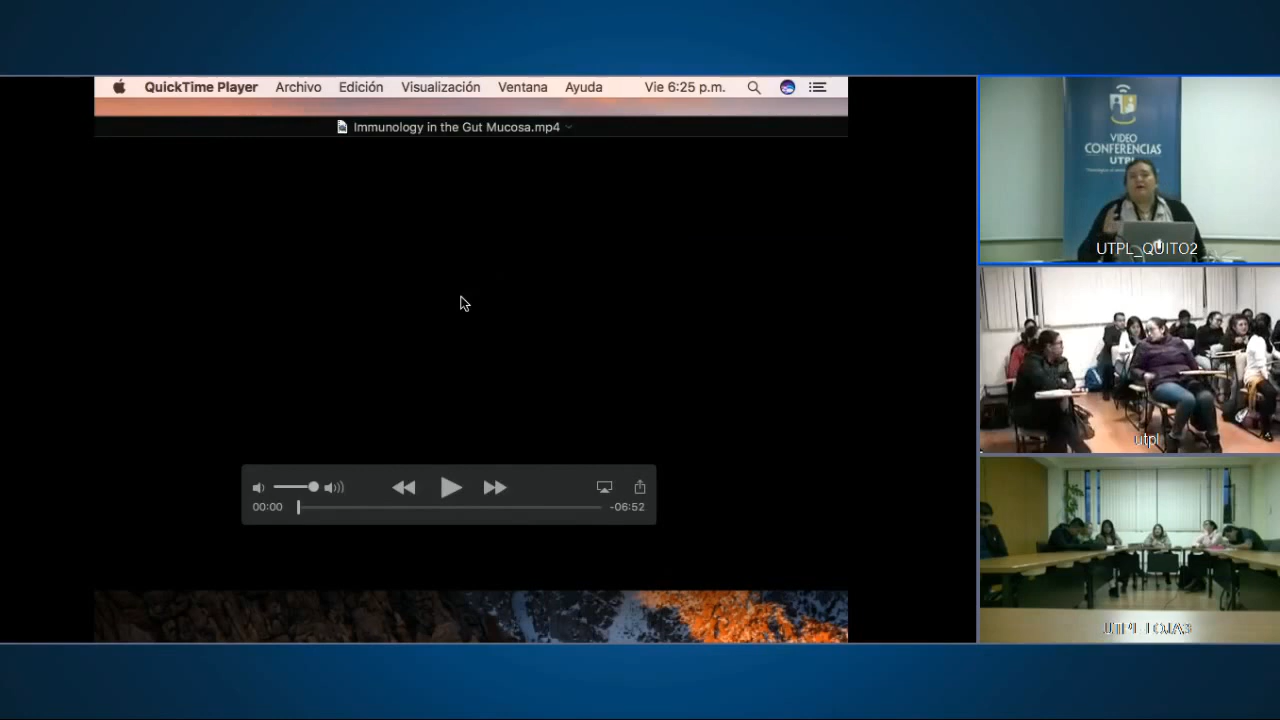 QuickTime Player Archivo Edición Visualización Ventana Ayuda Vie 6:25 p.m.
Immunology in the Gut Mucosa.mp4
00:00 -06:52
VIDEO
CONFERENCIAS
UTPL
UTPL_QUITO2
utpl
UTPL_LOJA3